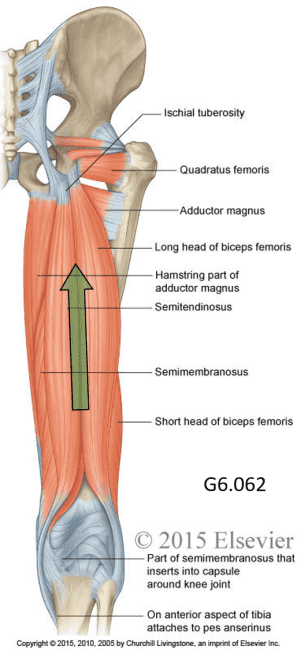 Ischial tuberosity
Quadratus femoris
Adductor magnus
Long head of biceps femoris
Hamstring part of
adductor magnus
Semitendinosus
Semimembranosus
Short head of biceps femoris
G6.062
© 2015 Elsevier
Part of semimembranosus that
inserts into capsule
around knee joint
On anterior aspect of tibia
attaches to pes anserinus
Copyright © 2015, 2010, 2005 by Churchill Livingstone, an imprint of Elsevier Inc.